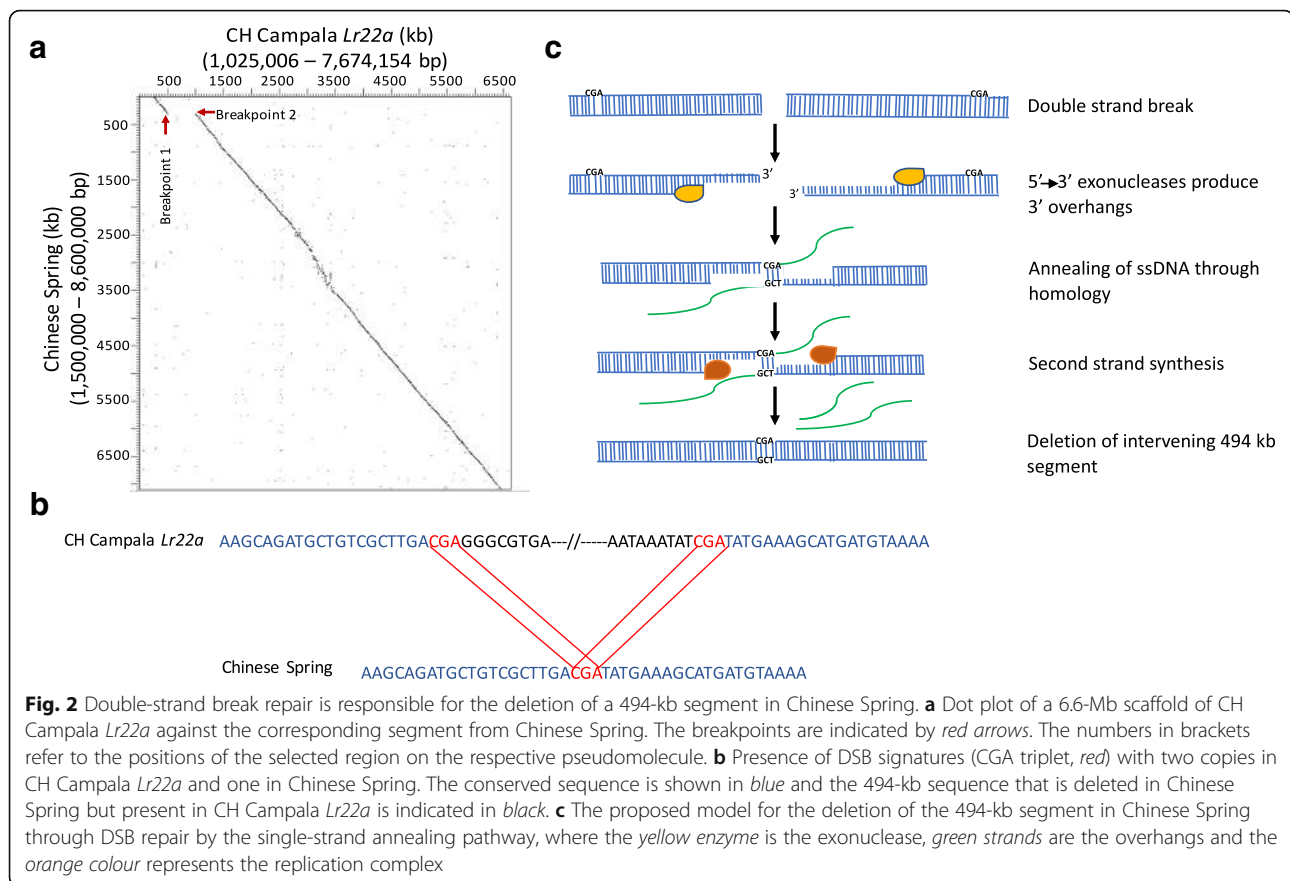 a
CH Campala Lr22a (kb)
(1,025,006 – 7,674,154 bp)
500 1500 2500 3500 4500 5500 6500
Chinese Spring (kb)
(1,500,000 – 8,600,000 bp)
500
1500
2500
3500
4500
5500
6500
Breakpoint 1
Breakpoint 2
c
CGA
CGA
Double strand break
CGA
3’
3’
CGA
5’→3’ exonucleases produce
3’ overhangs
CGA
GCT
Annealing of ssDNA through
homology
CGA
GCT
Second strand synthesis
CGA
GCT
Deletion of intervening 494 kb
segment
b
CH Campala Lr22a AAGCAGATGCTGTCGCTTGACGAGGGCGTGA---//-----AATAAATATCGATATGAAAGCATGATGTAAAA
Chinese Spring AAGCAGATGCTGTCGCTTGACGATATGAAAGCATGATGTAAAA
Fig. 2 Double-strand break repair is responsible for the deletion of a 494-kb segment in Chinese Spring. a Dot plot of a 6.6-Mb scaffold of CH
Campala Lr22a against the corresponding segment from Chinese Spring. The breakpoints are indicated by red arrows. The numbers in brackets
refer to the positions of the selected region on the respective pseudomolecule. b Presence of DSB signatures (CGA triplet, red) with two copies in
CH Campala Lr22a and one in Chinese Spring. The conserved sequence is shown in blue and the 494-kb sequence that is deleted in Chinese
Spring but present in CH Campala Lr22a is indicated in black. c The proposed model for the deletion of the 494-kb segment in Chinese Spring
through DSB repair by the single-strand annealing pathway, where the yellow enzyme is the exonuclease, green strands are the overhangs and the
orange colour represents the replication complex